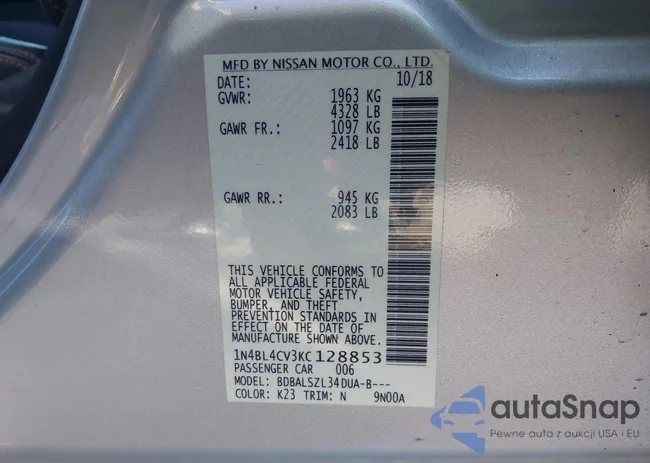 MFD BY NISSAN MOTOR CO., LTD.
DATE: 10/18
GVWR: 1963 KG
4328 LB
GAWR FR.: 1097 KG
2418 LB
GAWR RR.: 945 KG
2083 LB
THIS VEHICLE CONFORMS TO
ALL APPLICABLE FEDERAL
MOTOR VEHICLE SAFETY,
BUMPER, AND THEFT
PREVENTION STANDARDS IN
EFFECT ON THE DATE OF
MANUFACTURE SHOWN ABOVE.
1N4BL4CV3KC128853
PASSENGER CAR 006
MODEL: BDBALSZL34DUA-B---
COLOR: K23 TRIM: N 9N00A
autaSnap
Pewne auta z aukcji USA i EU